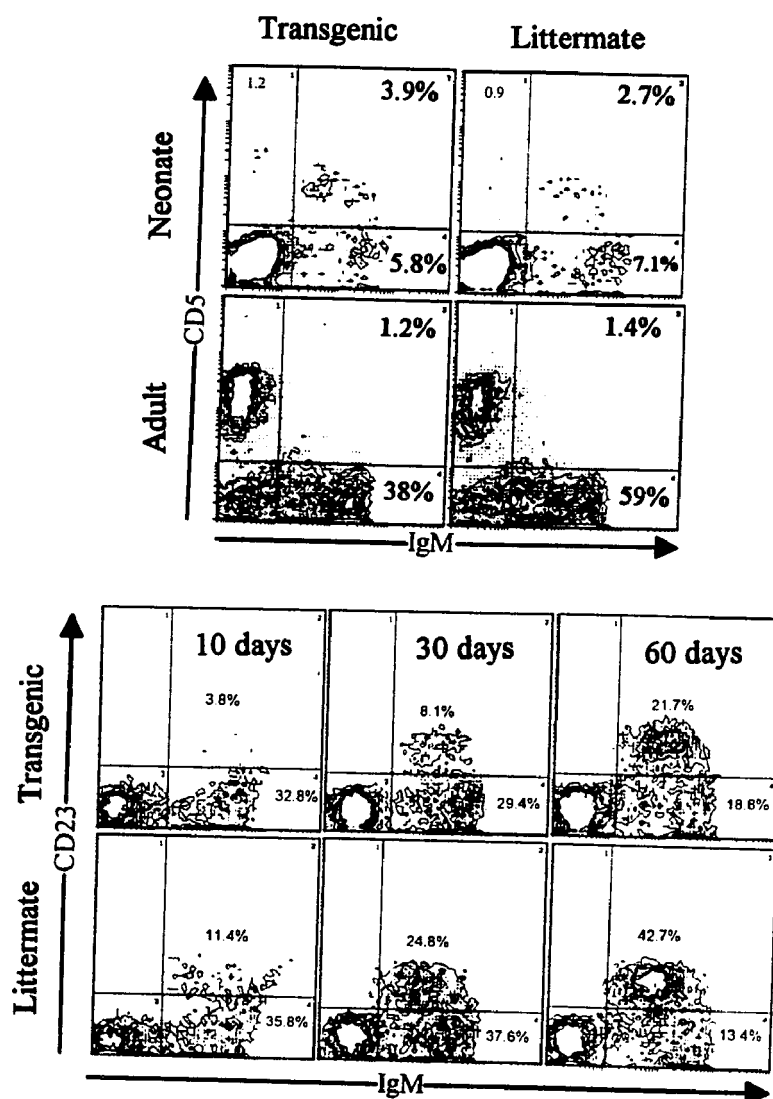 Transgenic Littermate
Neonate
1.2 3.9% 0.9 2.7%
5.8% 7.1%
CD5
Adult
1.2% 1.4%
38% 59%
IgM
Transgenic
10 days 30 days 60 days
3.8% 8.1% 21.7%
32.8% 29.4% 18.8%
CD23
Littermate
11.4% 24.8% 42.7%
35.8% 37.6% 13.4%
IgM